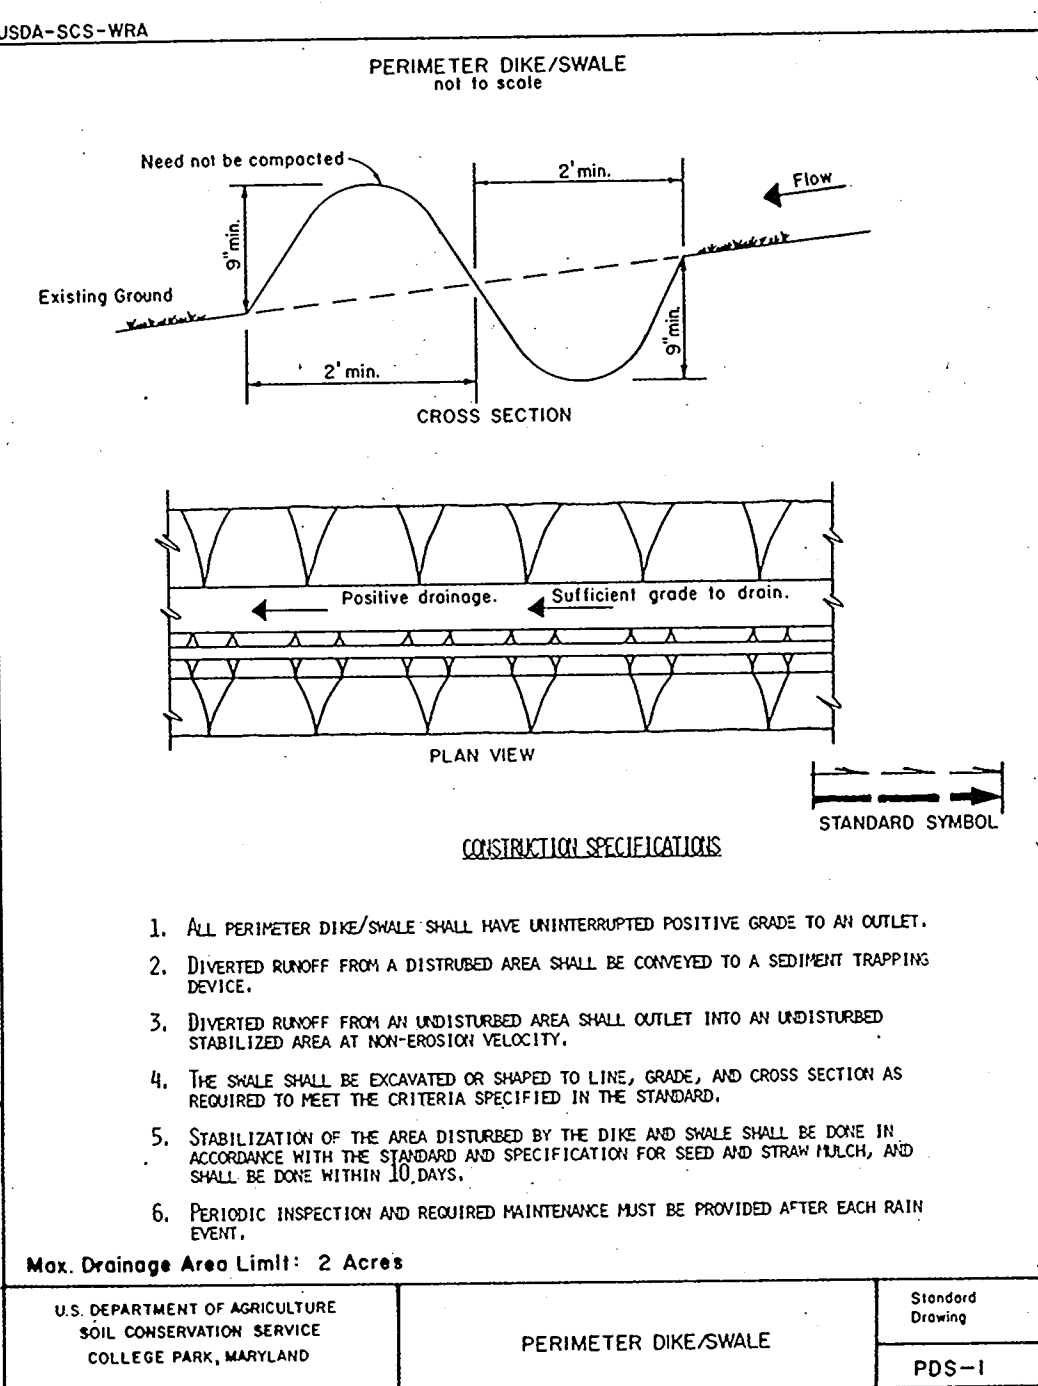 USDA-SCS-WRA
PERIMETER DIKE/SWALE
not to scale
Need not be compacted
2' min.
Flow
9" min.
Existing Ground
9" min.
2' min.
CROSS SECTION
Positive drainage.
Sufficient grade to drain.
PLAN VIEW
STANDARD SYMBOL
CONSTRUCTION SPECIFICATIONS
1. ALL PERIMETER DIKE/SWALE SHALL HAVE UNINTERRUPTED POSITIVE GRADE TO AN OUTLET.
2. DIVERTED RUNOFF FROM A DISTRUBED AREA SHALL BE CONVEYED TO A SEDIMENT TRAPPING
DEVICE.
3. DIVERTED RUNOFF FROM AN UNDISTURBED AREA SHALL OUTLET INTO AN UNDISTURBED
STABILIZED AREA AT NON-EROSION VELOCITY.
4. THE SWALE SHALL BE EXCAVATED OR SHAPED TO LINE, GRADE, AND CROSS SECTION AS
REQUIRED TO MEET THE CRITERIA SPECIFIED IN THE STANDARD.
5. STABILIZATION OF THE AREA DISTURBED BY THE DIKE AND SWALE SHALL BE DONE IN
ACCORDANCE WITH THE STANDARD AND SPECIFICATION FOR SEED AND STRAW MULCH, AND
SHALL BE DONE WITHIN 10 DAYS.
6. PERIODIC INSPECTION AND REQUIRED MAINTENANCE MUST BE PROVIDED AFTER EACH RAIN
EVENT.
Max. Drainage Area Limit: 2 Acres
U.S. DEPARTMENT OF AGRICULTURE
SOIL CONSERVATION SERVICE
COLLEGE PARK, MARYLAND
PERIMETER DIKE/SWALE
Standard
Drawing
PDS-1